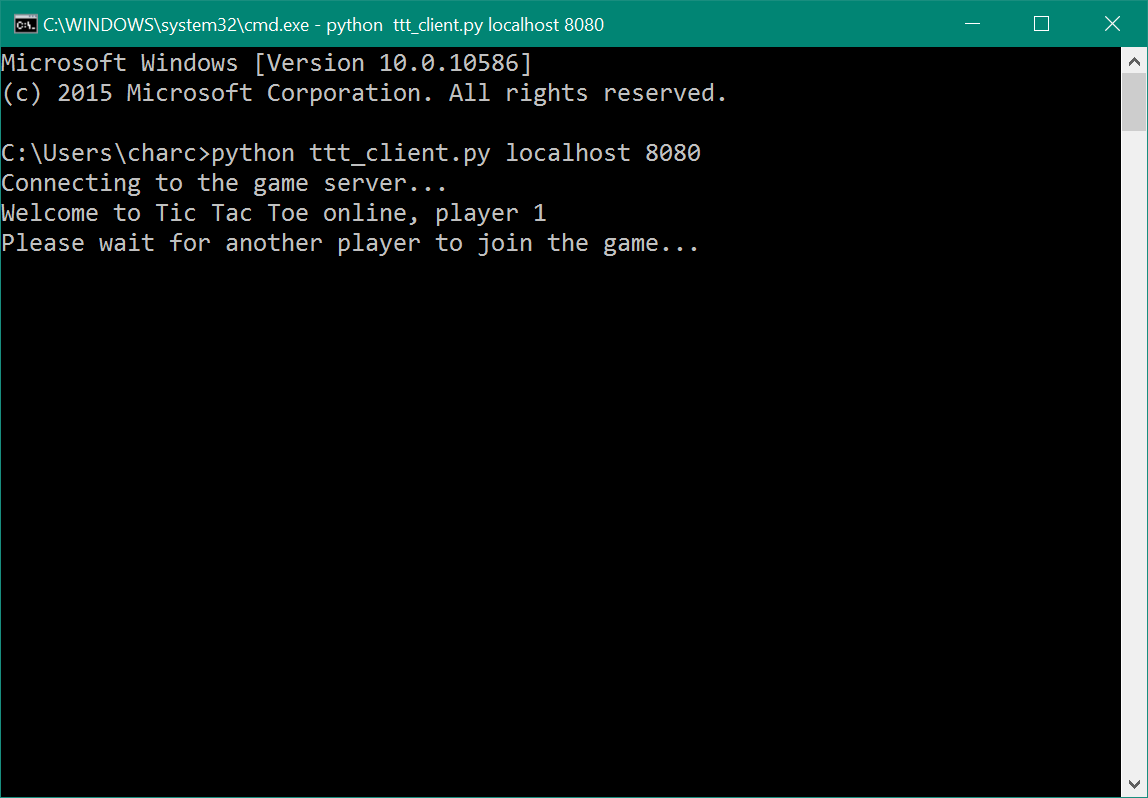 C:\WINDOWS\system32\cmd.exe - python  ttt_client.py localhost 8080
Microsoft Windows [Version 10.0.10586]
(c) 2015 Microsoft Corporation. All rights reserved.
C:\Users\charc>python ttt_client.py localhost 8080
Connecting to the game server...
Welcome to Tic Tac Toe online, player 1
Please wait for another player to join the game...